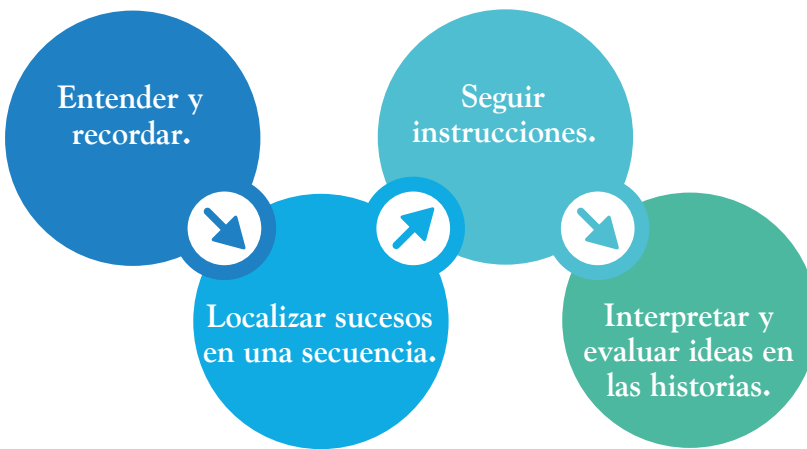 Entender y
recordar.
Localizar sucesos
en una secuencia.
Seguir
instrucciones.
Interpretar y
evaluar ideas en
las historias.